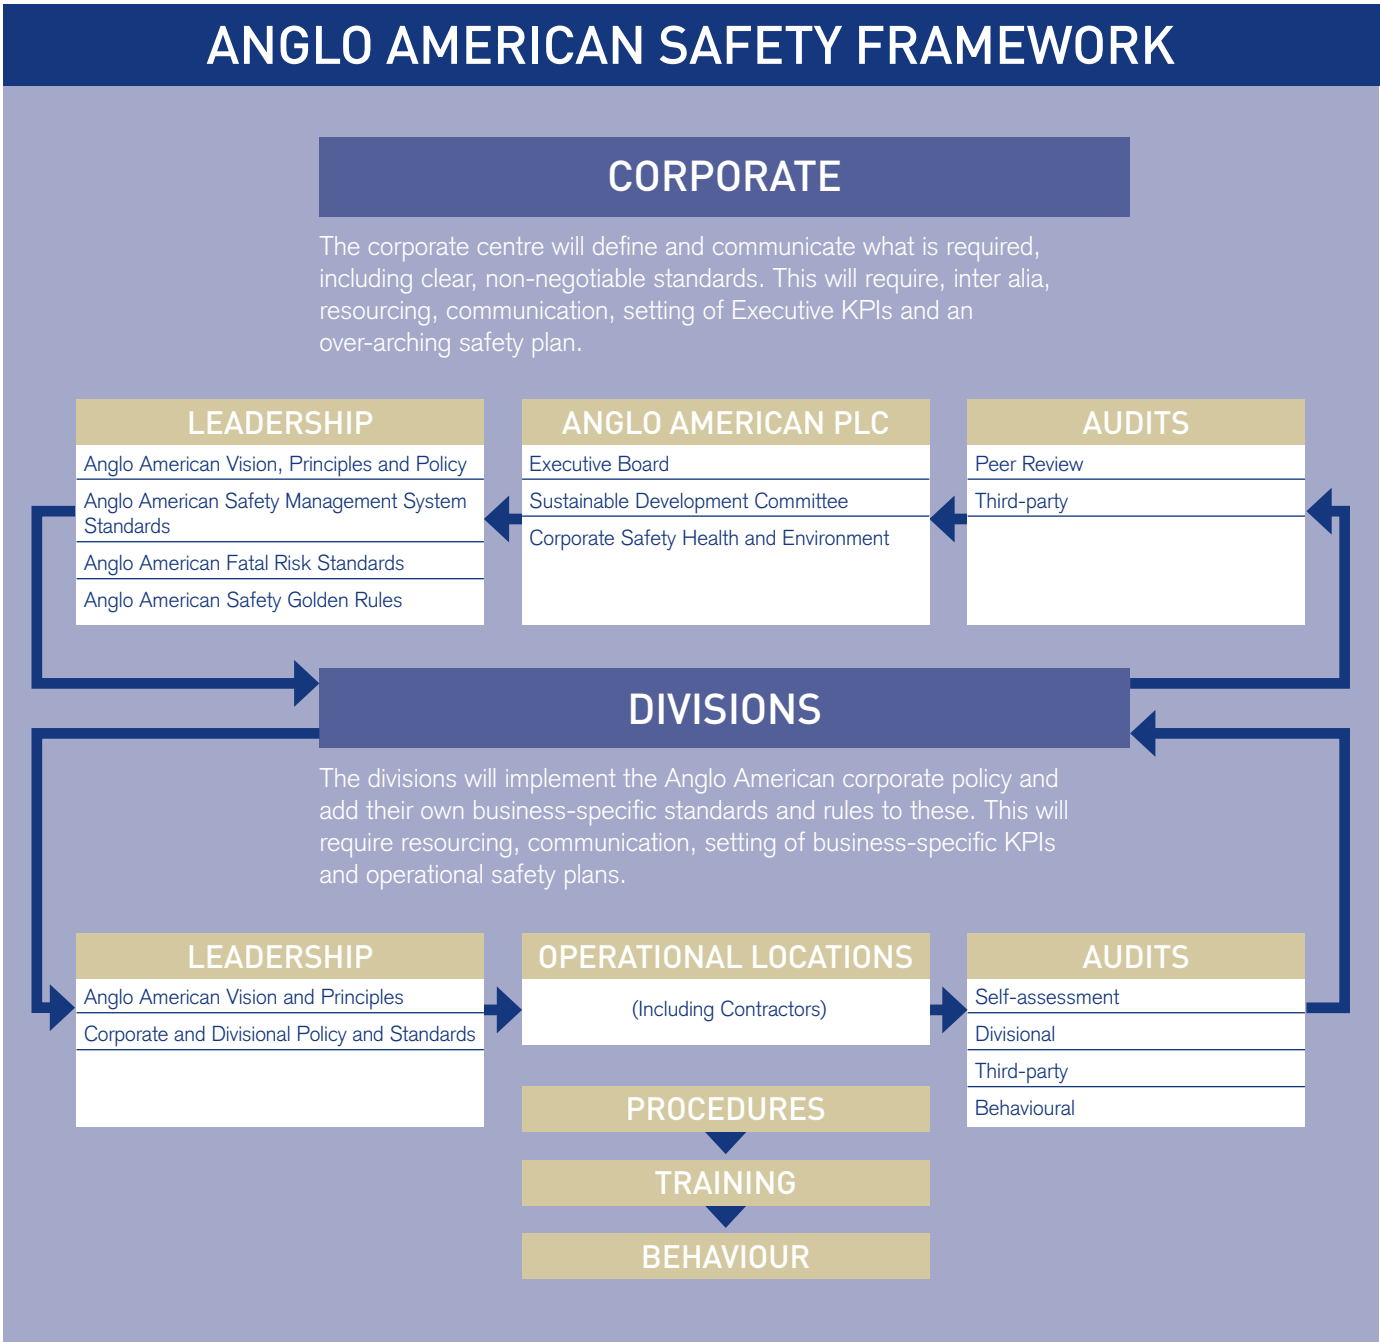 ANGLO AMERICAN SAFETY FRAMEWORK
CORPORATE
The corporate centre will define and communicate what is required,
including clear, non-negotiable standards. This will require, inter alia,
resourcing, communication, setting of Executive KPIs and an
over-arching safety plan.
LEADERSHIP
Anglo American Vision, Principles and Policy
Anglo American Safety Management System
Standards
Anglo American Fatal Risk Standards
Anglo American Safety Golden Rules
ANGLO AMERICAN PLC
Executive Board
Sustainable Development Committee
Corporate Safety Health and Environment
AUDITS
Peer Review
Third-party
DIVISIONS
The divisions will implement the Anglo American corporate policy and
add their own business-specific standards and rules to these. This will
require resourcing, communication, setting of business-specific KPIs
and operational safety plans.
LEADERSHIP
Anglo American Vision and Principles
Corporate and Divisional Policy and Standards
OPERATIONAL LOCATIONS
(Including Contractors)
PROCEDURES
TRAINING
BEHAVIOUR
AUDITS
Self-assessment
Divisional
Third-party
Behavioural